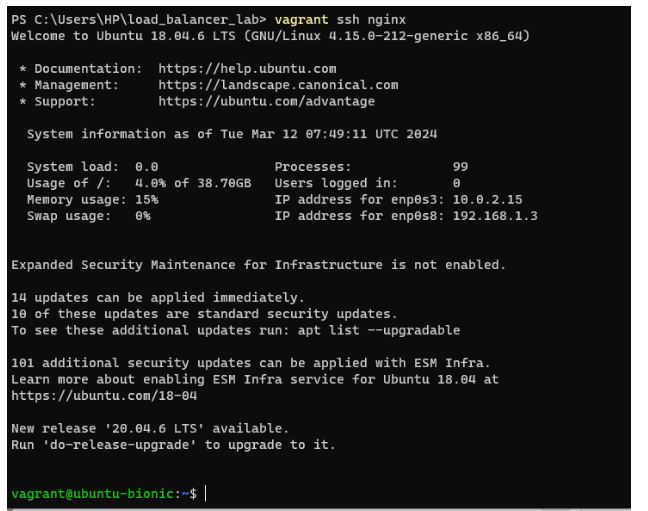 PS C:\Users\HP\load_balancer_lab> vagrant ssh nginx
Welcome to Ubuntu 18.04.6 LTS (GNU/Linux 4.15.0-212-generic x86_64)
* Documentation:  https://help.ubuntu.com
* Management:     https://landscape.canonical.com
* Support:        https://ubuntu.com/advantage
System information as of Tue Mar 12 07:49:11 UTC 2024
System load:  0.0               Processes:             99
Usage of /:   4.0% of 38.70GB   Users logged in:       0
Memory usage: 15%               IP address for enp0s3: 10.0.2.15
Swap usage:   0%                IP address for enp0s8: 192.168.1.3
Expanded Security Maintenance for Infrastructure is not enabled.
14 updates can be applied immediately.
10 of these updates are standard security updates.
To see these additional updates run: apt list --upgradable
101 additional security updates can be applied with ESM Infra.
Learn more about enabling ESM Infra service for Ubuntu 18.04 at
https://ubuntu.com/18-04
New release '20.04.6 LTS' available.
Run 'do-release-upgrade' to upgrade to it.
vagrant@ubuntu-bionic:~$